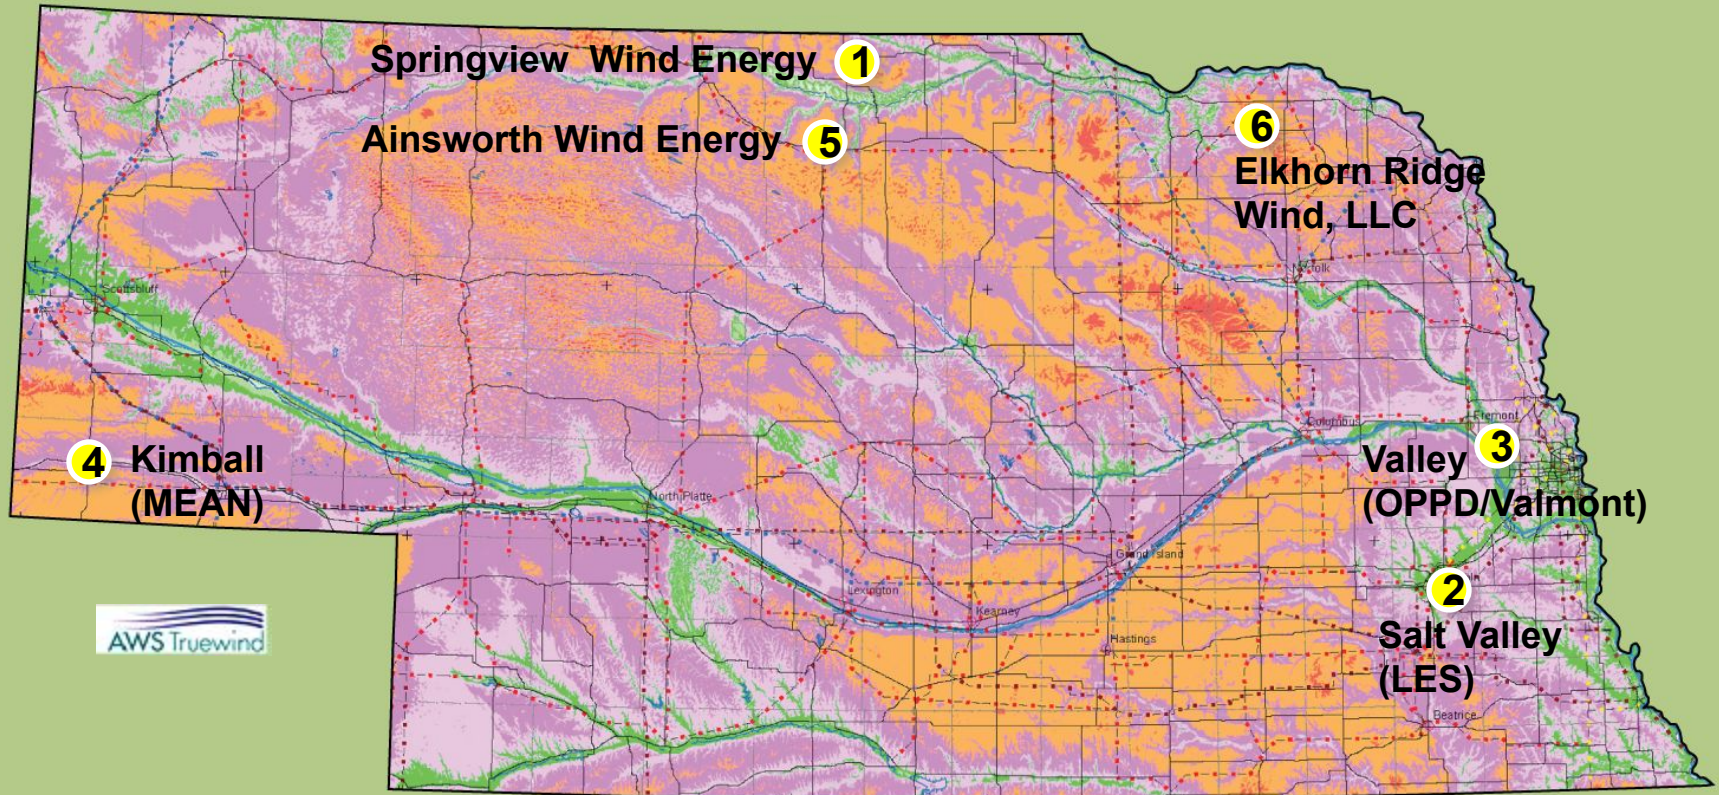 Springview Wind Energy 1
Ainsworth Wind Energy 5
6
Elkhorn Ridge
Wind, LLC
Norfolk
Scottsbluff
Fremont
Columbus
3
4 Kimball
(MEAN)
Valley
(OPPD/Valmont)
North Platte
Grand Island
2
Lexington
Kearney
AWS Truewind
Hastings
Salt Valley
(LES)
Beatrice